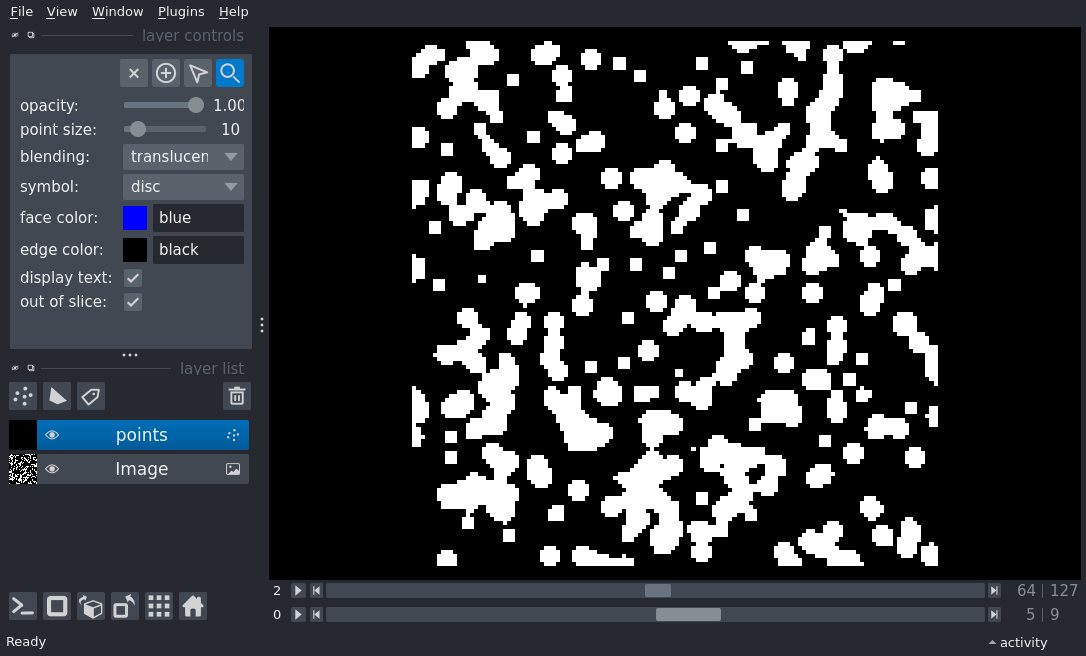 File View Window Plugins Help
layer controls
opacity: 1.00
point size: 10
blending: translucen
symbol: disc
face color: blue
edge color: black
display text:
out of slice:
layer list
points
Image
2 64 127
0 5 9
Ready activity